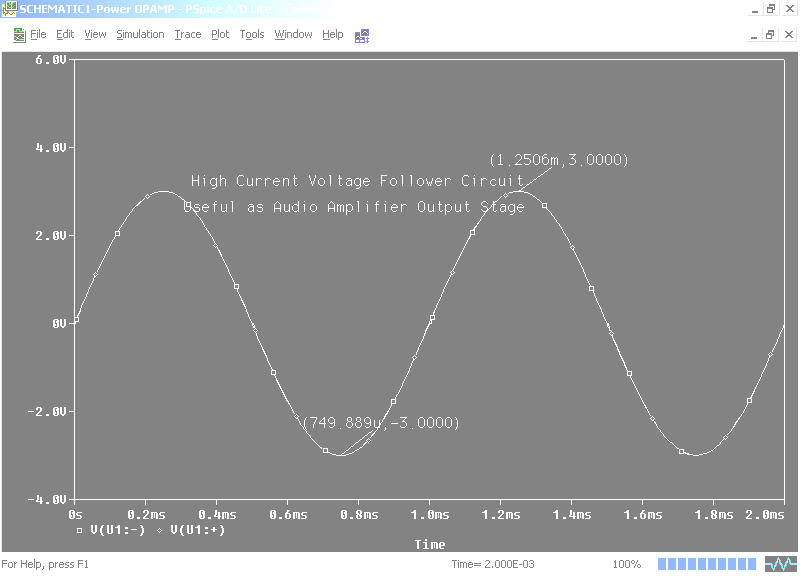 SCHEMATIC1-Power OPAMP - PSpice A/D Lite
File Edit View Simulation Trace Plot Tools Window Help
6.0V
(1.2506m,3.0000)
4.0V
High Current Voltage Follower Circuit
Useful as Audio Amplifier Output Stage
2.0V
0V
-2.0V
(749.889u,-3.0000)
-4.0V
0s 0.2ms 0.4ms 0.6ms 0.8ms 1.0ms 1.2ms 1.4ms 1.6ms 1.8ms 2.0ms
V(U1:-) V(U1:+)
Time
For Help, press F1 Time= 2.000E-03 100%